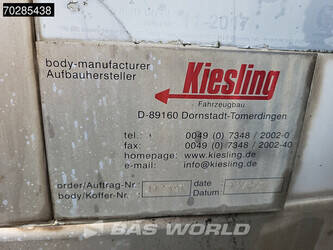 70285438
body-manufacturer
Aufbauhersteller
Kiesling
Fahrzeugbau
D-89160 Dornstadt-Tomerdingen
tel.: 0049 (0) 7348 / 2002-0
fax: 0049 (0) 7348 / 2002-40
homepage: www.kiesling.de
e-mail: info@kiesling.de
order/Auftrag-Nr.
date
body/Koffer-Nr.
Datum:
BAS WORLD